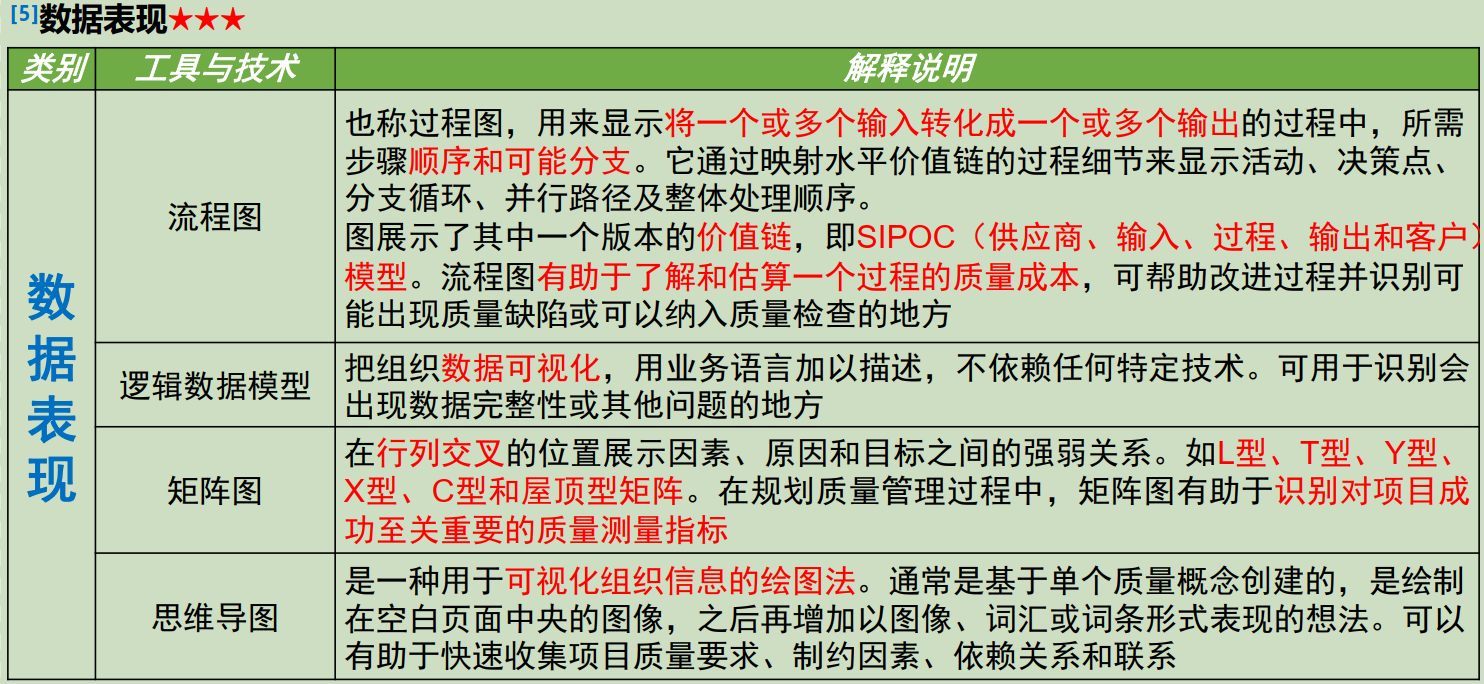 [5]数据表现★★★
类别 工具与技术 解释说明
数据表现
流程图
也称过程图，用来显示将一个或多个输入转化成一个或多个输出的过程中，所需
步骤顺序和可能分支。它通过映射水平价值链的过程细节来显示活动、决策点、
分支循环、并行路径及整体处理顺序。
图展示了其中一个版本的价值链，即SIPOC（供应商、输入、过程、输出和客户）
模型。流程图有助于了解和估算一个过程的质量成本，可帮助改进过程并识别可
能出现质量缺陷或可以纳入质量检查的地方
逻辑数据模型
把组织数据可视化，用业务语言加以描述，不依赖任何特定技术。可用于识别会
出现数据完整性或其他问题的地方
矩阵图
在行列交叉的位置展示因素、原因和目标之间的强弱关系。如L型、T型、Y型、
X型、C型和屋顶型矩阵。在规划质量管理过程中，矩阵图有助于识别对项目成
功至关重要的质量测量指标
思维导图
是一种用于可视化组织信息的绘图法。通常是基于单个质量概念创建的，是绘制
在空白页面中央的图像，之后再增加以图像、词汇或词条形式表现的想法。可以
有助于快速收集项目质量要求、制约因素、依赖关系和联系